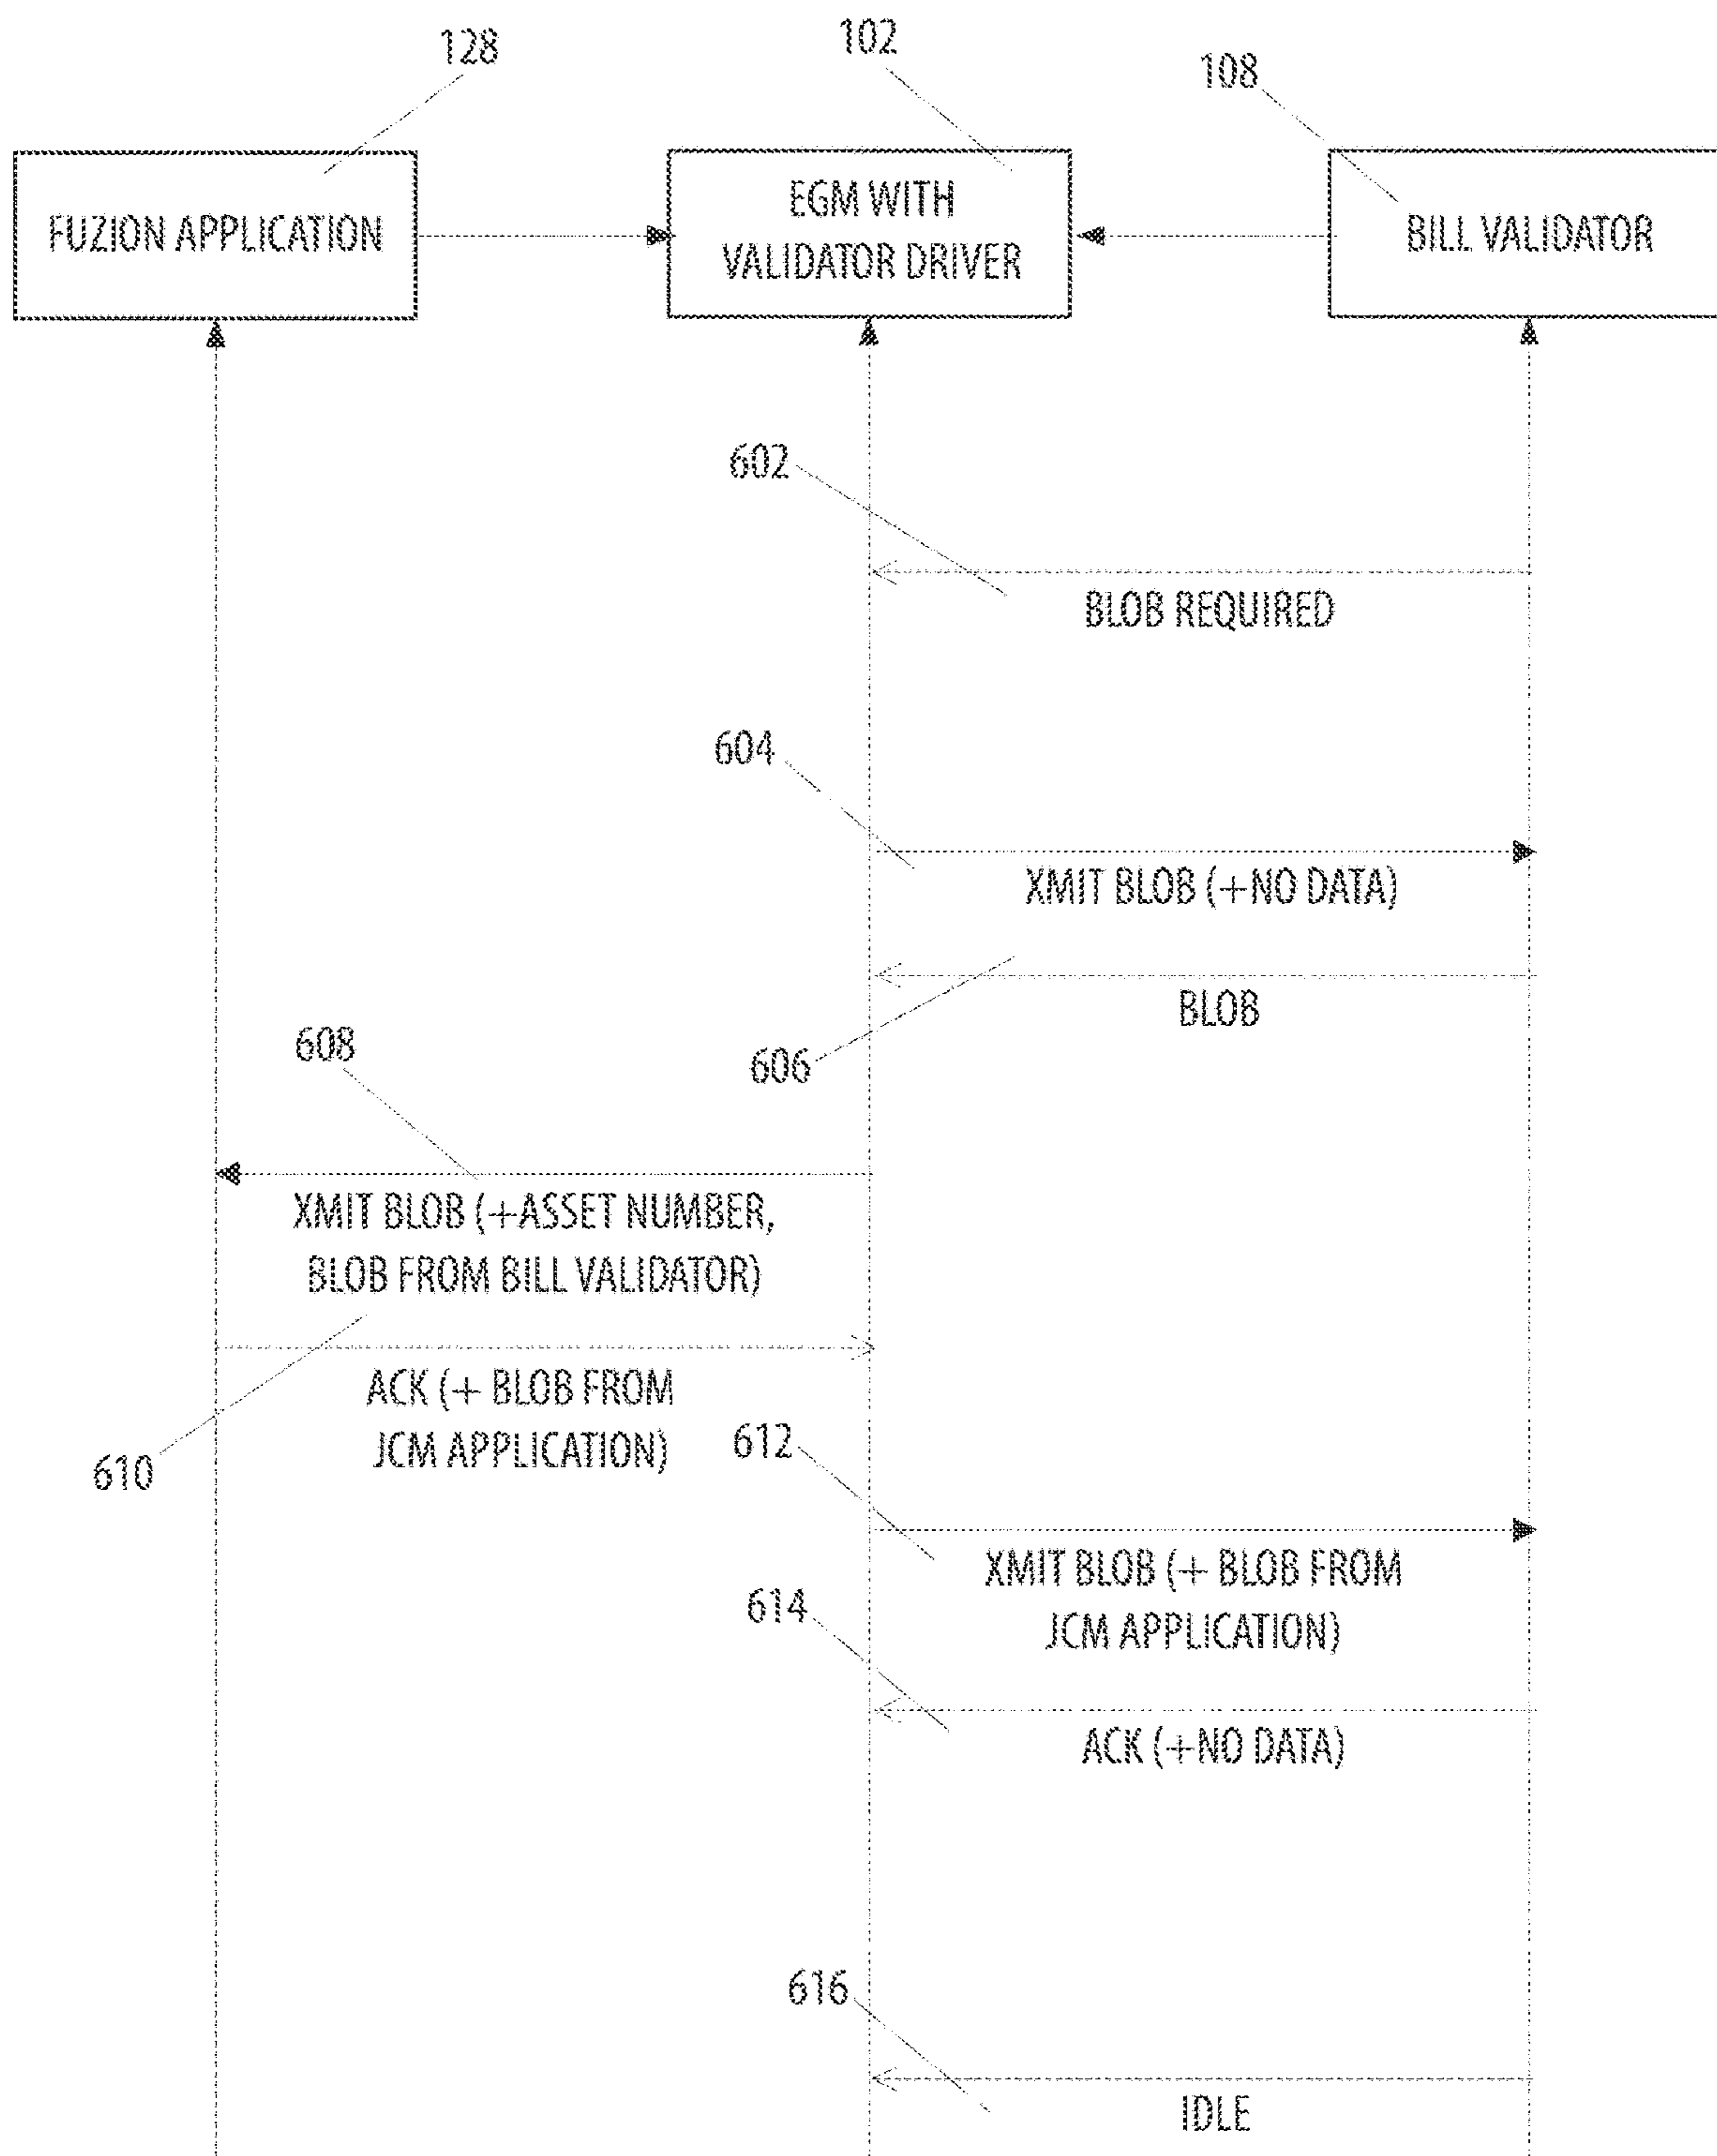 128
102
108
FUZION APPLICATION
EGM WITH
VALIDATOR DRIVER
BILL VALIDATOR
602
BLOB REQUIRED
604
XMIT BLOB (+NO DATA)
BLOB
606
608
XMIT BLOB (+ASSET NUMBER,
BLOB FROM BILL VALIDATOR)
ACK (+ BLOB FROM
JCM APPLICATION)
610
612
XMIT BLOB (+ BLOB FROM
JCM APPLICATION)
614
ACK (+NO DATA)
616
IDLE